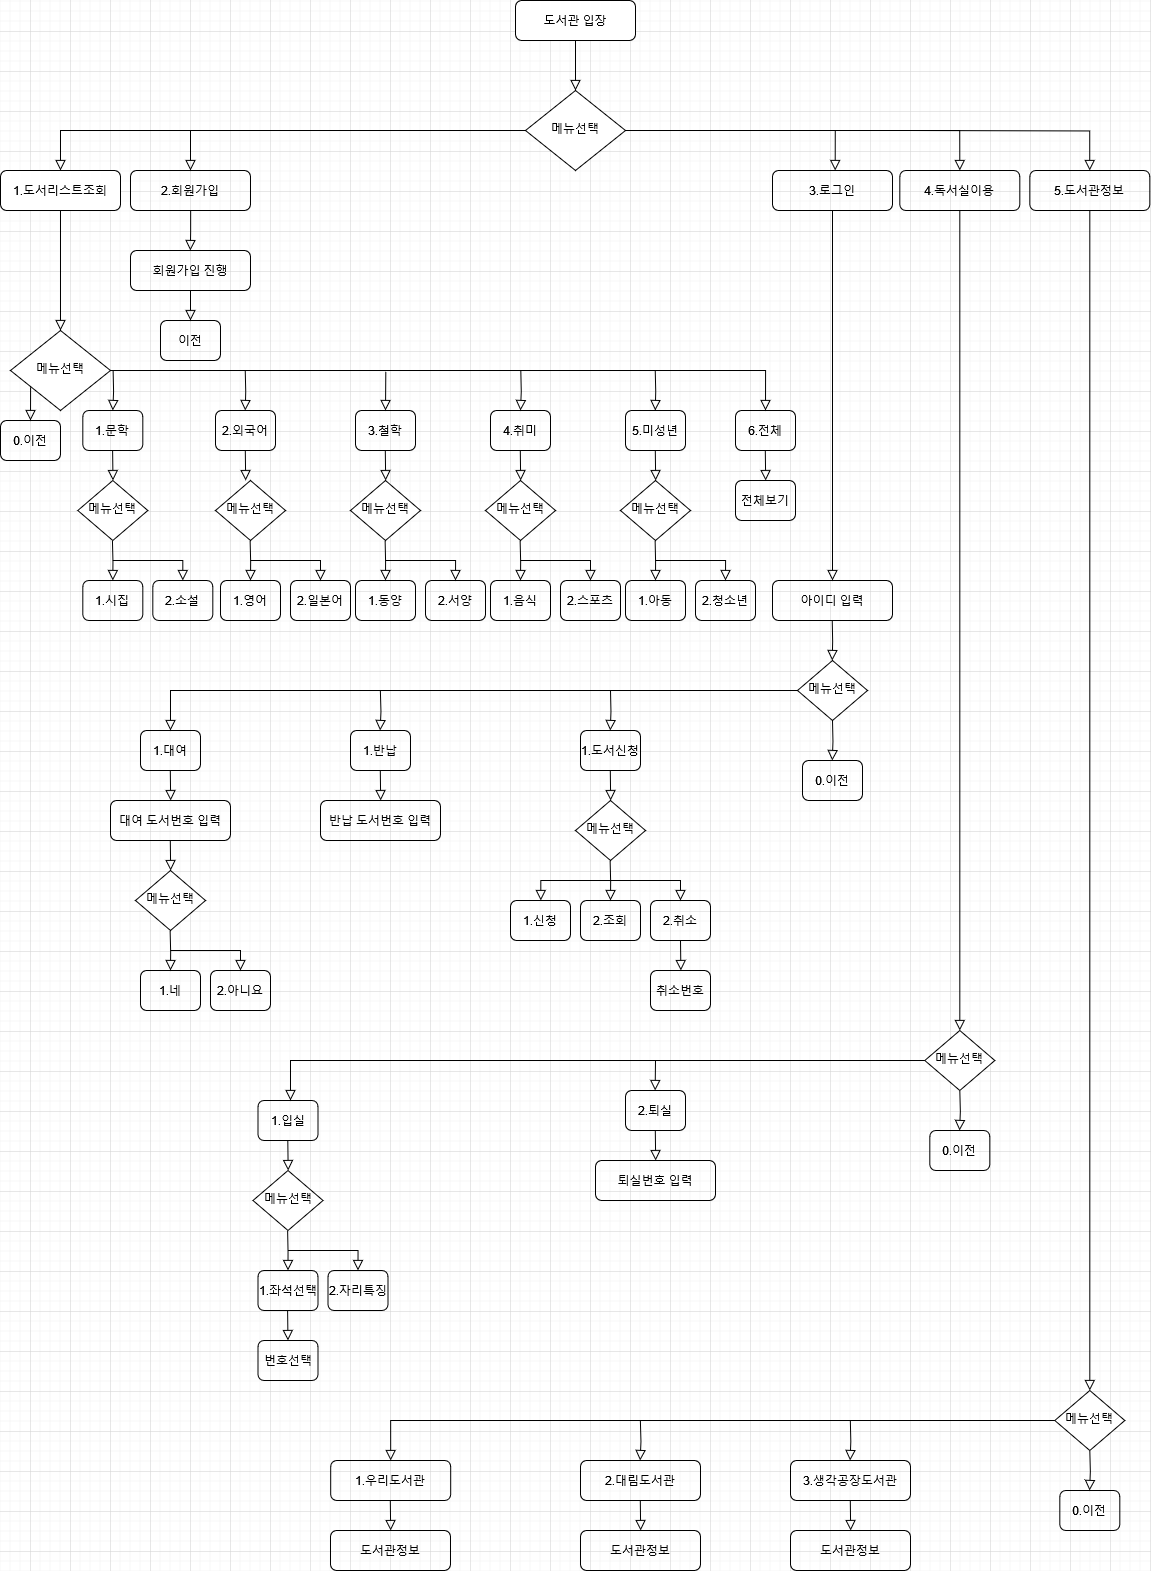 도서관 입장
메뉴선택
1.도서리스트조회
2.회원가입
3.로그인
4.독서실이용
5.도서관정보
회원가입 진행
이전
메뉴선택
0.이전
1.문학
2.외국어
3.철학
4.취미
5.미성년
6.전체
메뉴선택
메뉴선택
메뉴선택
메뉴선택
메뉴선택
전체보기
1.시집
2.소설
1.영어
2.일본어
1.동양
2.서양
1.음식
2.스포츠
1.아동
2.청소년
아이디 입력
메뉴선택
1.대여
1.반납
1.도서신청
0.이전
대여 도서번호 입력
반납 도서번호 입력
메뉴선택
메뉴선택
1.신청
2.조회
2.취소
1.네
2.아니요
취소번호
메뉴선택
1.입실
2.퇴실
0.이전
퇴실번호 입력
메뉴선택
1.좌석선택
2.자리특징
번호선택
메뉴선택
1.우리도서관
2.대림도서관
3.생각공장도서관
0.이전
도서관정보
도서관정보
도서관정보